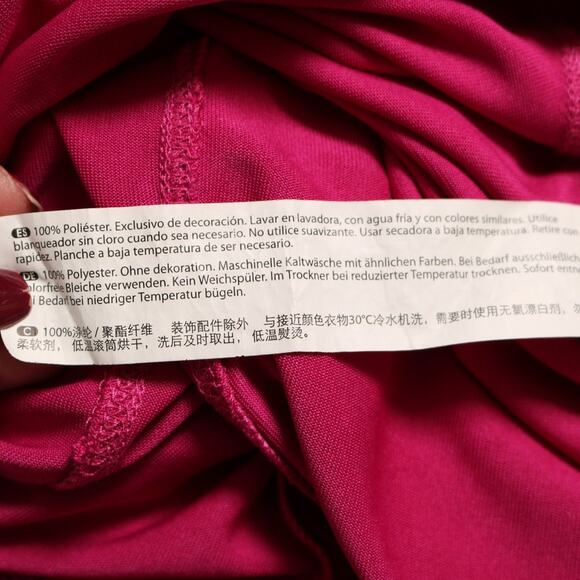 ES 100% Poliéster. Exclusivo de decoración. Lavar en lavadora, con agua fría y con colores similares. Utilice
blanqueador sin cloro cuando sea necesario. No utilice suavizante. Usar secadora a baja temperatura. Retire con
rapidez. Planche a baja temperatura de ser necesario.
DE 100% Polyester. Ohne dekoration. Maschinelle Kaltwäsche mit ähnlichen Farben. Bei Bedarf ausschließlich
Bleiche verwenden. Kein Weichspüler. Im Trockner bei reduzierter Temperatur trocknen. Sofort
Bedarf bei niedriger Temperatur bügeln.
C 100%涤纶 / 聚酯纤维 装饰配件除外 与接近颜色衣物30°C冷水机洗, 需要时使用无氯漂白剂, 勿
柔软剂, 低温滚筒烘干, 洗后及时取出, 低温熨烫。